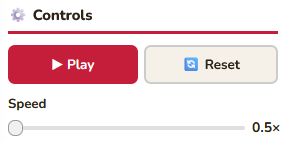 Controls
Play
Reset
Speed
0.5×